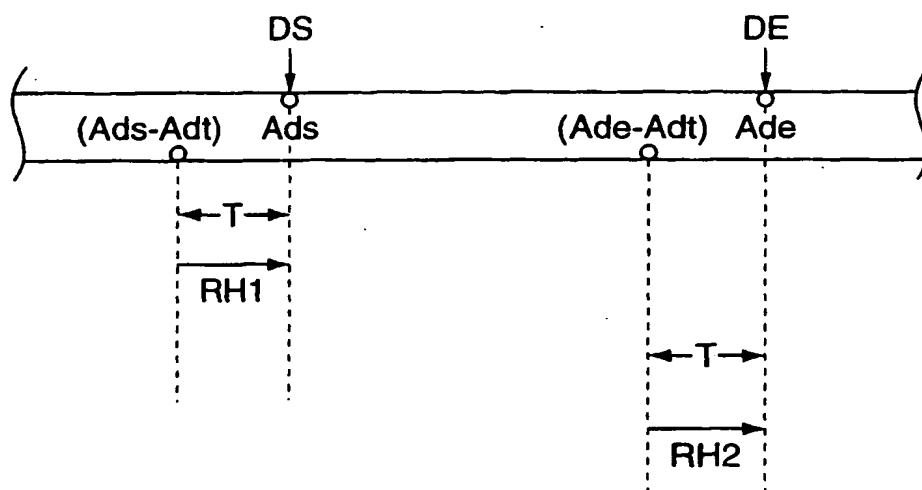 DS DE
(Ads-Adt) Ads (Ade-Adt) Ade
T
RH1
T
RH2